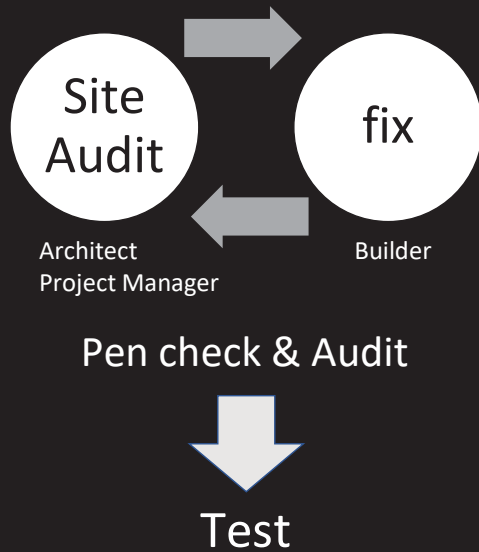 Site
Audit
fix
Architect
Project Manager
Builder
Pen check & Audit
Test